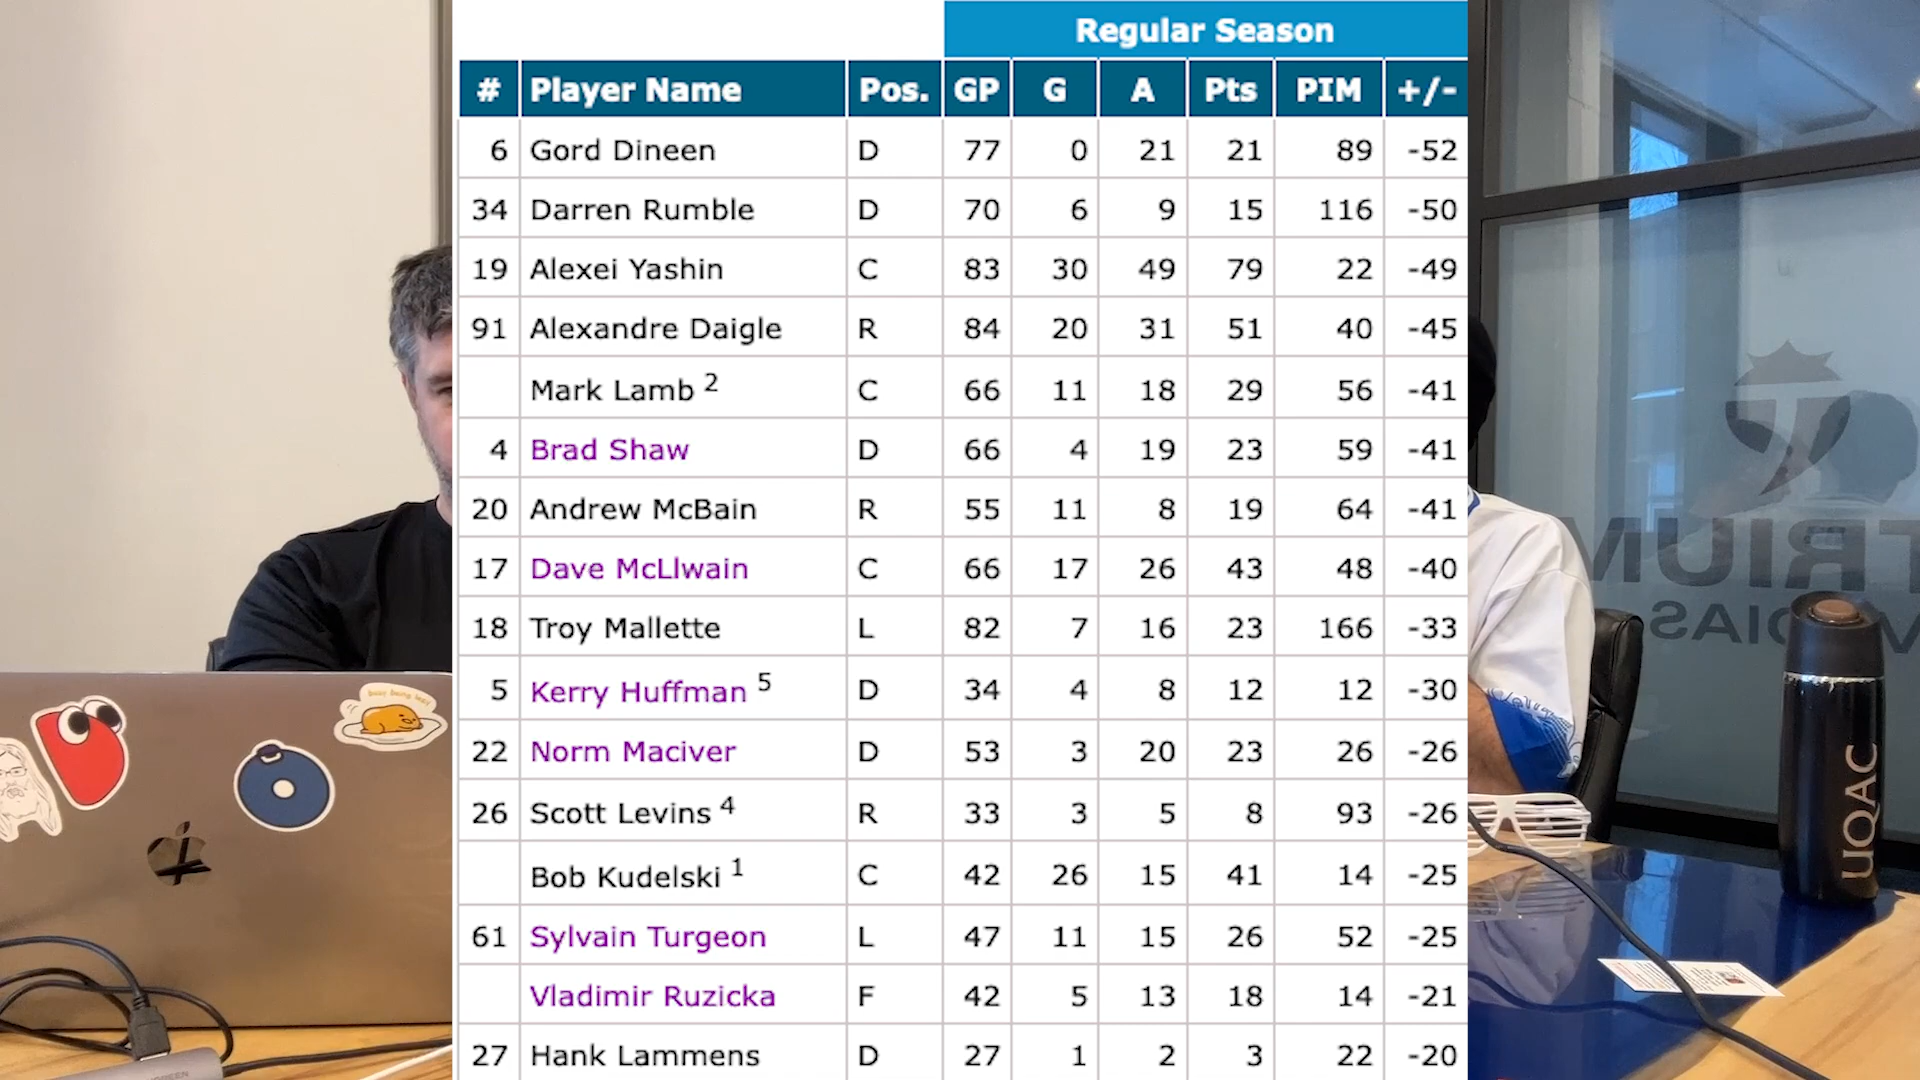 Regular Season
# Player Name Pos. GP G A Pts PIM +/-
6 Gord Dineen D 77 0 21 21 89 -52
34 Darren Rumble D 70 6 9 15 116 -50
19 Alexei Yashin C 83 30 49 79 22 -49
91 Alexandre Daigle R 84 20 31 51 40 -45
Mark Lamb 2 C 66 11 18 29 56 -41
4 Brad Shaw D 66 4 19 23 59 -41
20 Andrew McBain R 55 11 8 19 64 -41
17 Dave McLlwain C 66 17 26 43 48 -40
18 Troy Mallette L 82 7 16 23 166 -33
5 Kerry Huffman 5 D 34 4 8 12 12 -30
22 Norm Maciver D 53 3 20 23 26 -26
26 Scott Levins 4 R 33 3 5 8 93 -26
Bob Kudelski 1 C 42 26 15 41 14 -25
61 Sylvain Turgeon L 47 11 15 26 52 -25
Vladimir Ruzicka F 42 5 13 18 14 -21
27 Hank Lammens D 27 1 2 3 22 -20
UQAC